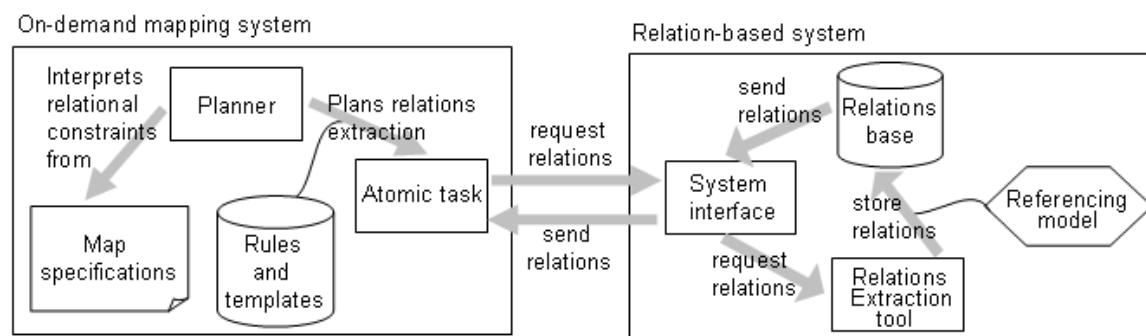 On-demand mapping system
Interprets
relational
constraints
from
Planner
Plans relations
extraction
Atomic task
Map
specifications
Rules
and
templates
request
relations
send
relations
Relation-based system
send
relations
Relations
base
System
interface
store
relations
Referencing
model
request
relations
Relations
Extraction
tool